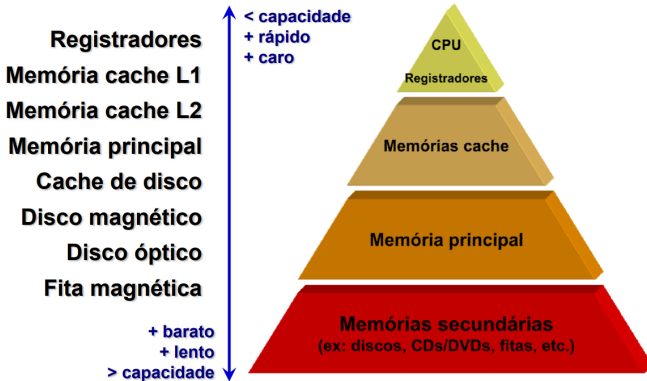 < capacidade
+ rápido
+ caro
Registradores
Memória cache L1
Memória cache L2
Memória principal
Cache de disco
Disco magnético
Disco óptico
Fita magnética
+ barato
+ lento
> capacidade
CPU
Registradores
Memórias cache
Memória principal
Memórias secundárias
(ex: discos, CDs/DVDs, fitas, etc.)